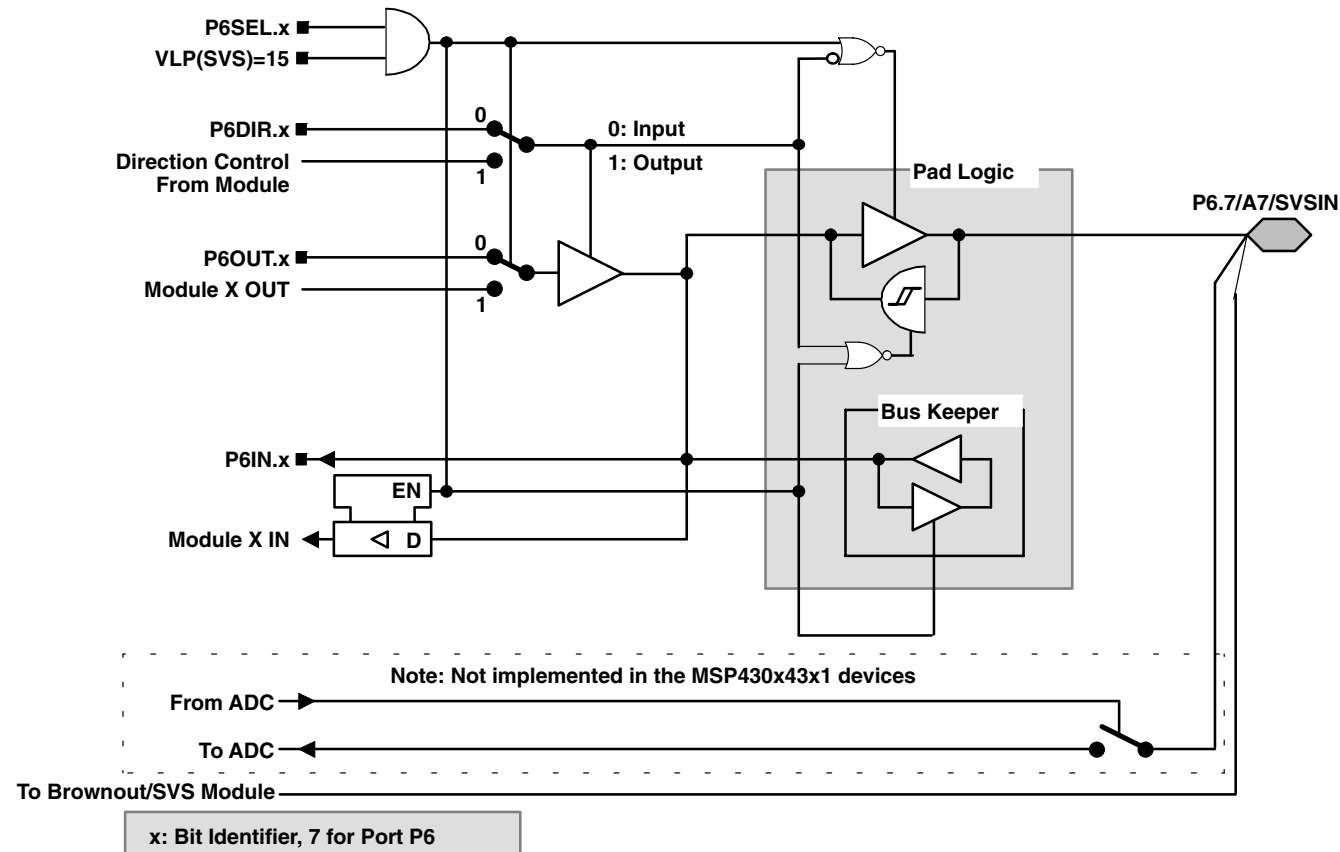 P6SEL.x
VLP(SVS)=15
P6DIR.x
0
0: Input
Direction Control
From Module
1
1: Output
Pad Logic
P6.7/A7/SVSIN
P6OUT.x
0
Module X OUT
1
Bus Keeper
P6IN.x
EN
Module X IN
D
Note: Not implemented in the MSP430x43x1 devices
From ADC
To ADC
To Brownout/SVS Module
x: Bit Identifier, 7 for Port P6